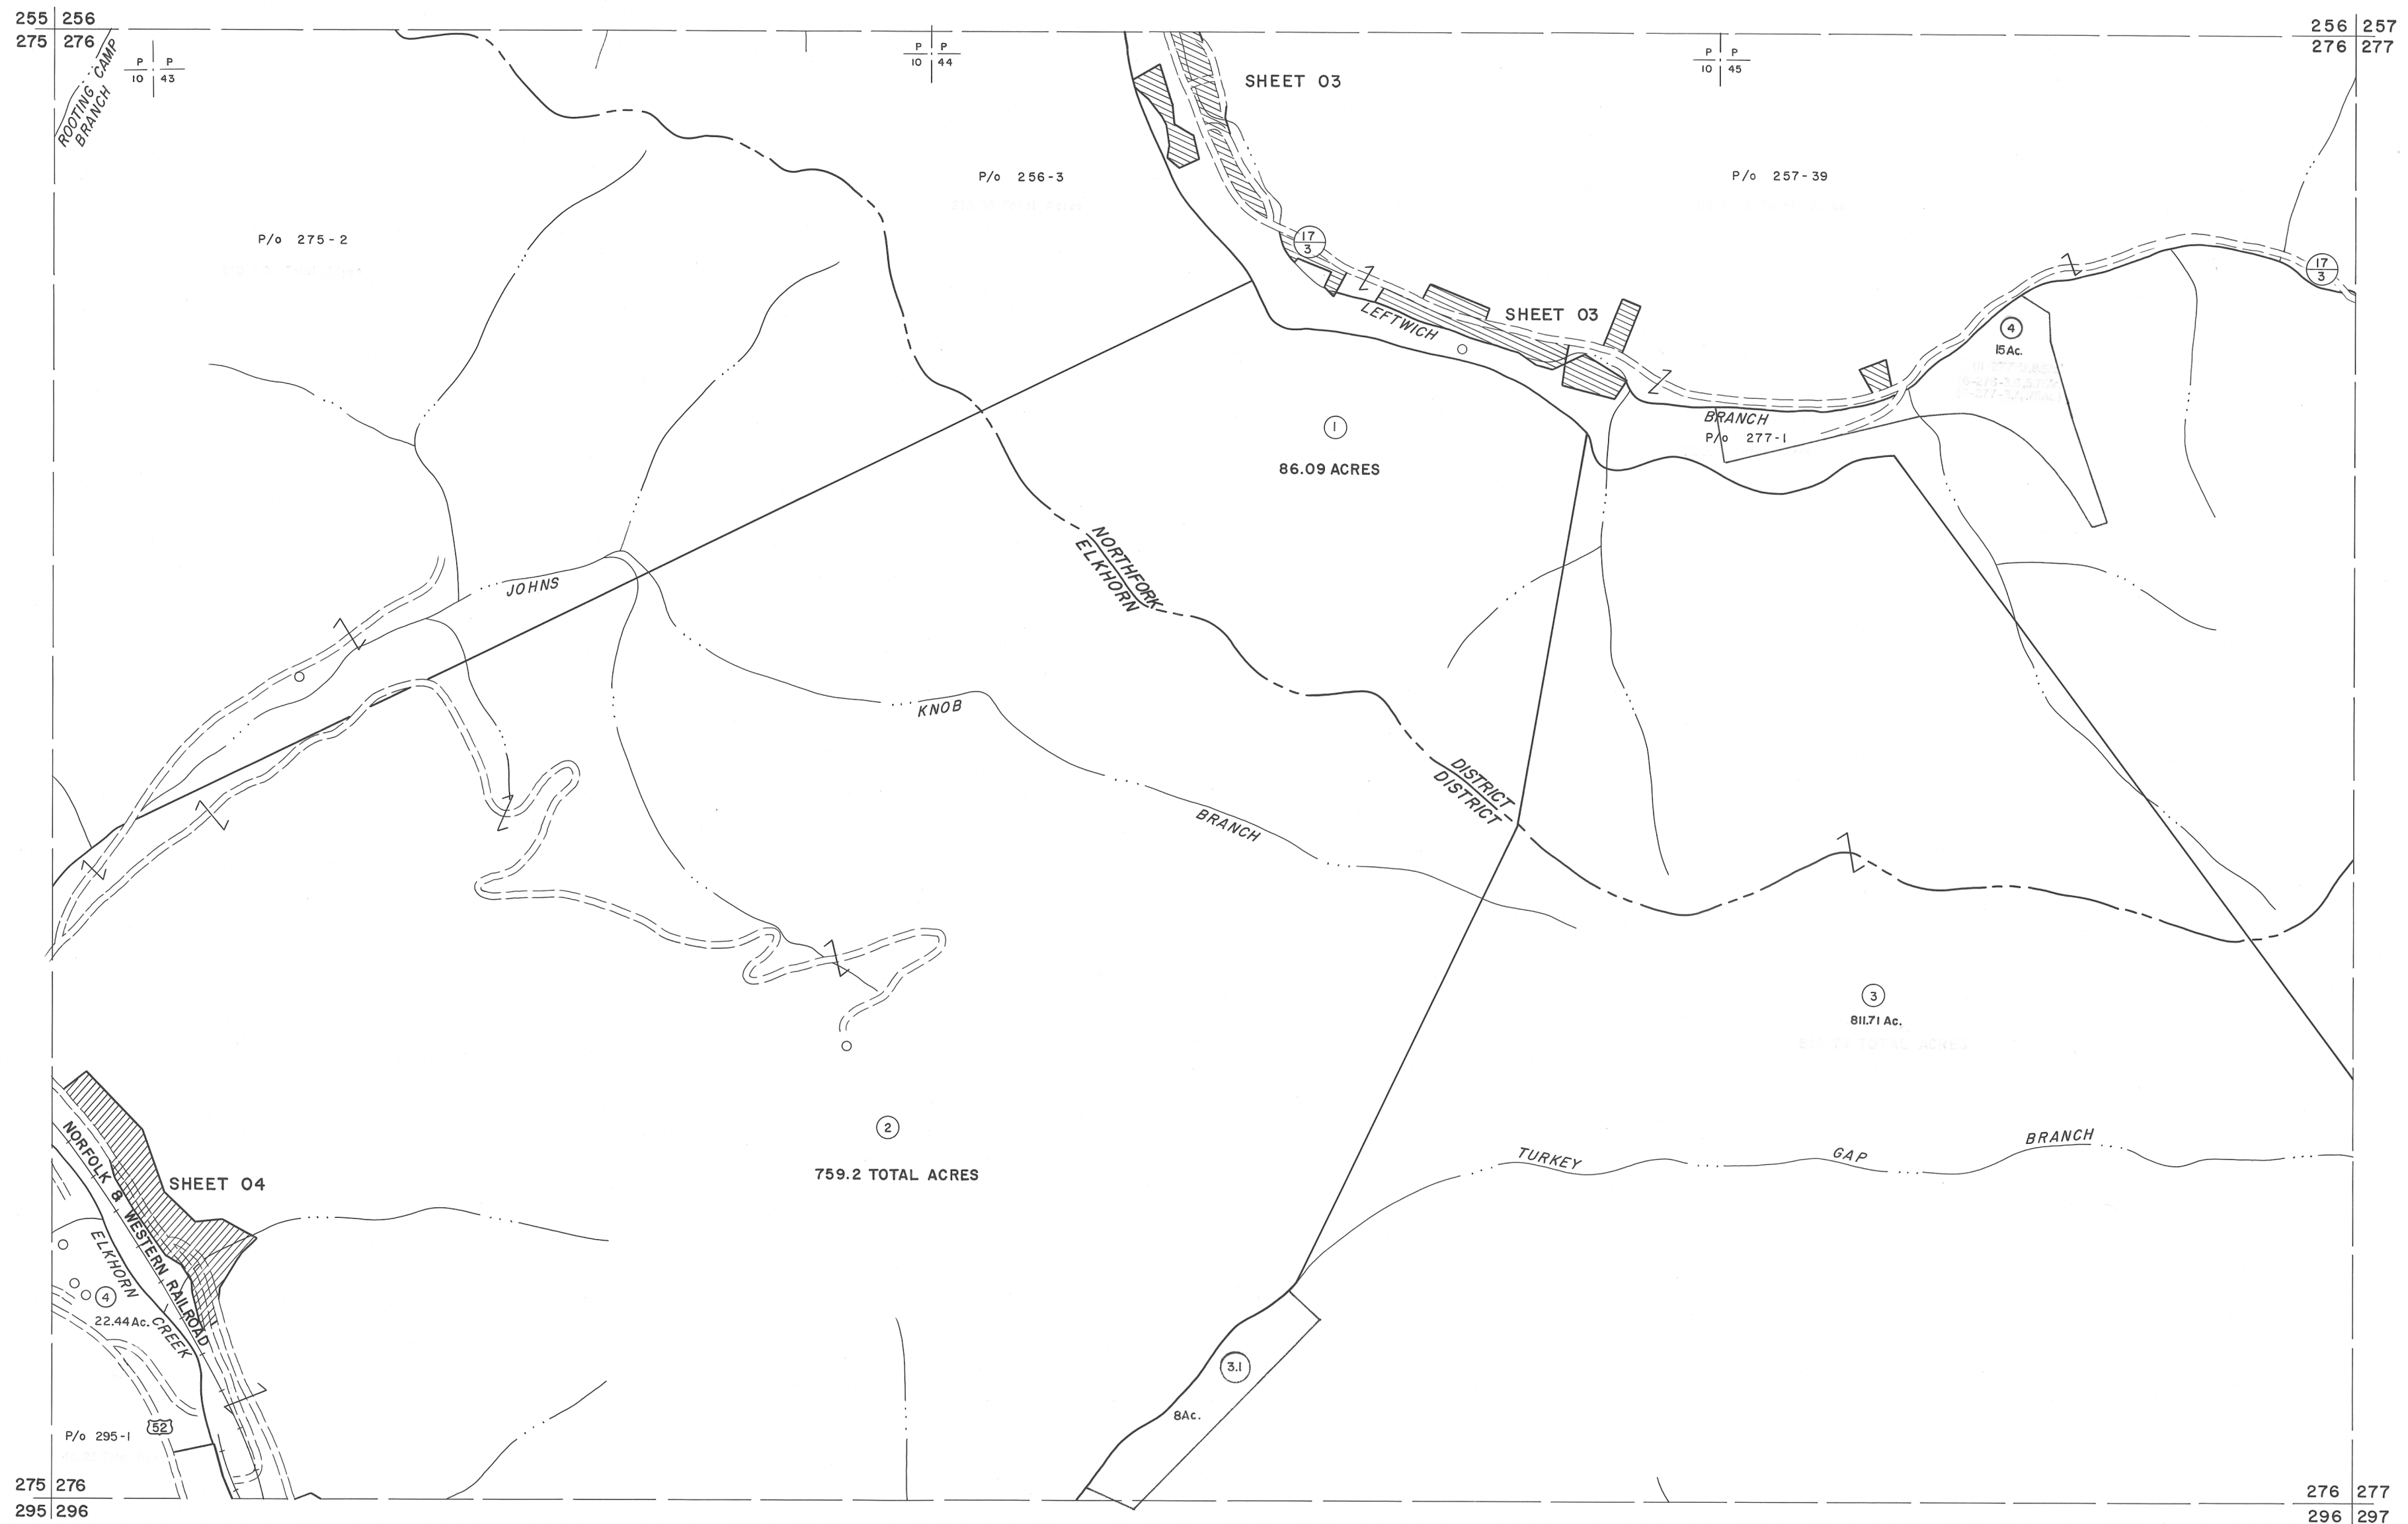 255 256
275 276
256 257
276 277
ROOTING CAMP
BRANCH
P P
10 43
P P
10 44
P P
10 45
SHEET 03
P/o 256-3
P/o 257-39
P/o 275-2
17
3
17
3
LEFTWICH
SHEET 03
4
15Ac.
BRANCH
P/o 277-1
1
86.09 ACRES
NORTHFORK
ELKHORN
JOHNS
KNOB
BRANCH
DISTRICT
DISTRICT
3
811.71 Ac.
2
759.2 TOTAL ACRES
TURKEY
GAP
BRANCH
NORFOLK & WESTERN RAILROAD
SHEET 04
ELKHORN
CREEK
4
22.44Ac.
3.1
8Ac.
52
P/o 295-1
275 276
295 296
276 277
296 297